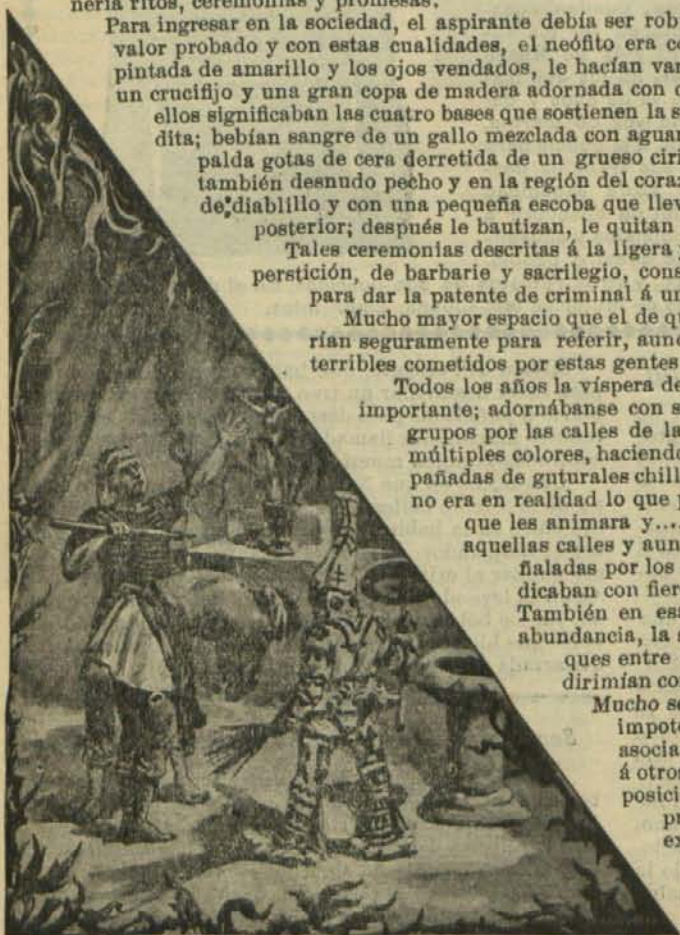 nería ritos, ceremonias y promesas.
Para ingresar en la sociedad, el aspirante debía ser rob
valor probado y con estas cualidades, el neófito era c
pintada de amarillo y los ojos vendados, le hacían var
un crucifijo y una gran copa de madera adornada con
ellos significaban las cuatro bases que sostienen la s
dita; bebían sangre de un gallo mezclada con aguar
palda gotas de cera derretida de un grueso ciri
también desnudo pecho y en la región del coraz
de diablillo y con una pequeña escoba que llev
posterior; después le bautizan, le quitan
Tales ceremonias descritas á la ligera
perstición, de barbarie y sacrilegio, cons
para dar la patente de criminal á un
Mucho mayor espacio que el de qu
rían seguramente para referir, aunq
terribles cometidos por estas gentes
Todos los años la víspera de
importante; adornábanse con s
grupos por las calles de la
múltiples colores, haciendo
pañadas de guturales chill
no era en realidad lo que p
que les animara y....
aquellas calles y aun
ñaladas por los
dicaban con fier
También en esa
abundancia, la s
ques entre
dirimían co
Mucho se
impote
asocia
á otros
posici
pr
ex